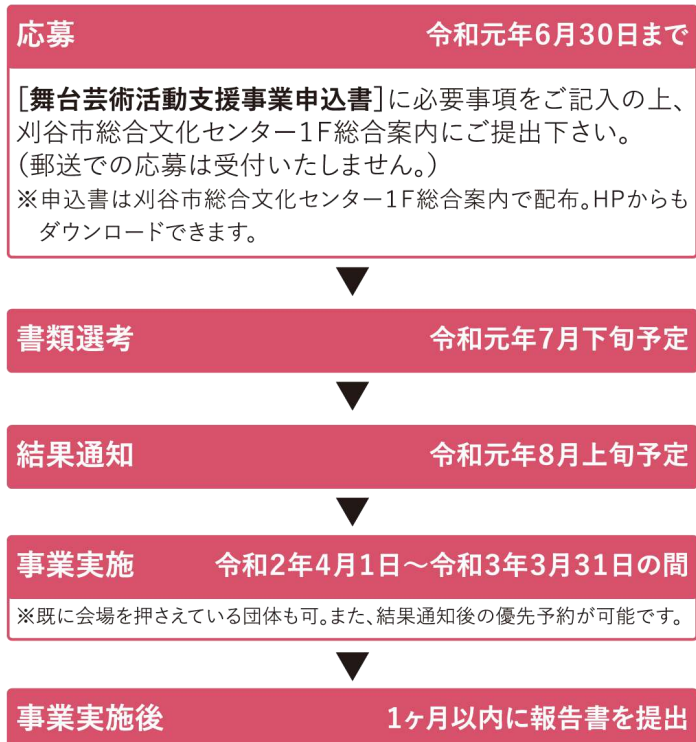 応募 令和元年6月30日まで
[舞台芸術活動支援事業申込書]に必要事項をご記入の上、
刈谷市総合文化センター1F総合案内にご提出下さい。
(郵送での応募は受付いたしません。)
※申込書は刈谷市総合文化センター1F総合案内で配布。HPからも
ダウンロードできます。
書類選考 令和元年7月下旬予定
結果通知 令和元年8月上旬予定
事業実施 令和2年4月1日～令和3年3月31日の間
※既に会場を押さえている団体も可。また、結果通知後の優先予約が可能です。
事業実施後 1ヶ月以内に報告書を提出